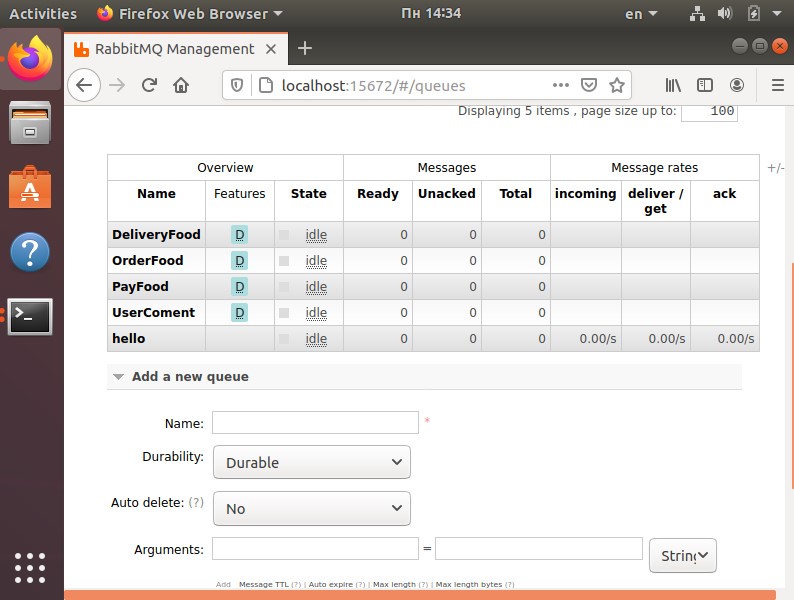 Activities Firefox Web Browser Пн 14:34 en
RabbitMQ Management
localhost:15672/#/queues
Displaying 5 items , page size up to: 100
Overview Messages Message rates +/-
Name Features State Ready Unacked Total incoming deliver / get ack
DeliveryFood D idle 0 0 0
OrderFood D idle 0 0 0
PayFood D idle 0 0 0
UserComent D idle 0 0 0
hello idle 0 0 0 0.00/s 0.00/s 0.00/s
Add a new queue
Name: *
Durability: Durable
Auto delete: (?) No
Arguments: = String
Add Message TTL (?) | Auto expire (?) | Max length (?) | Max length bytes (?)